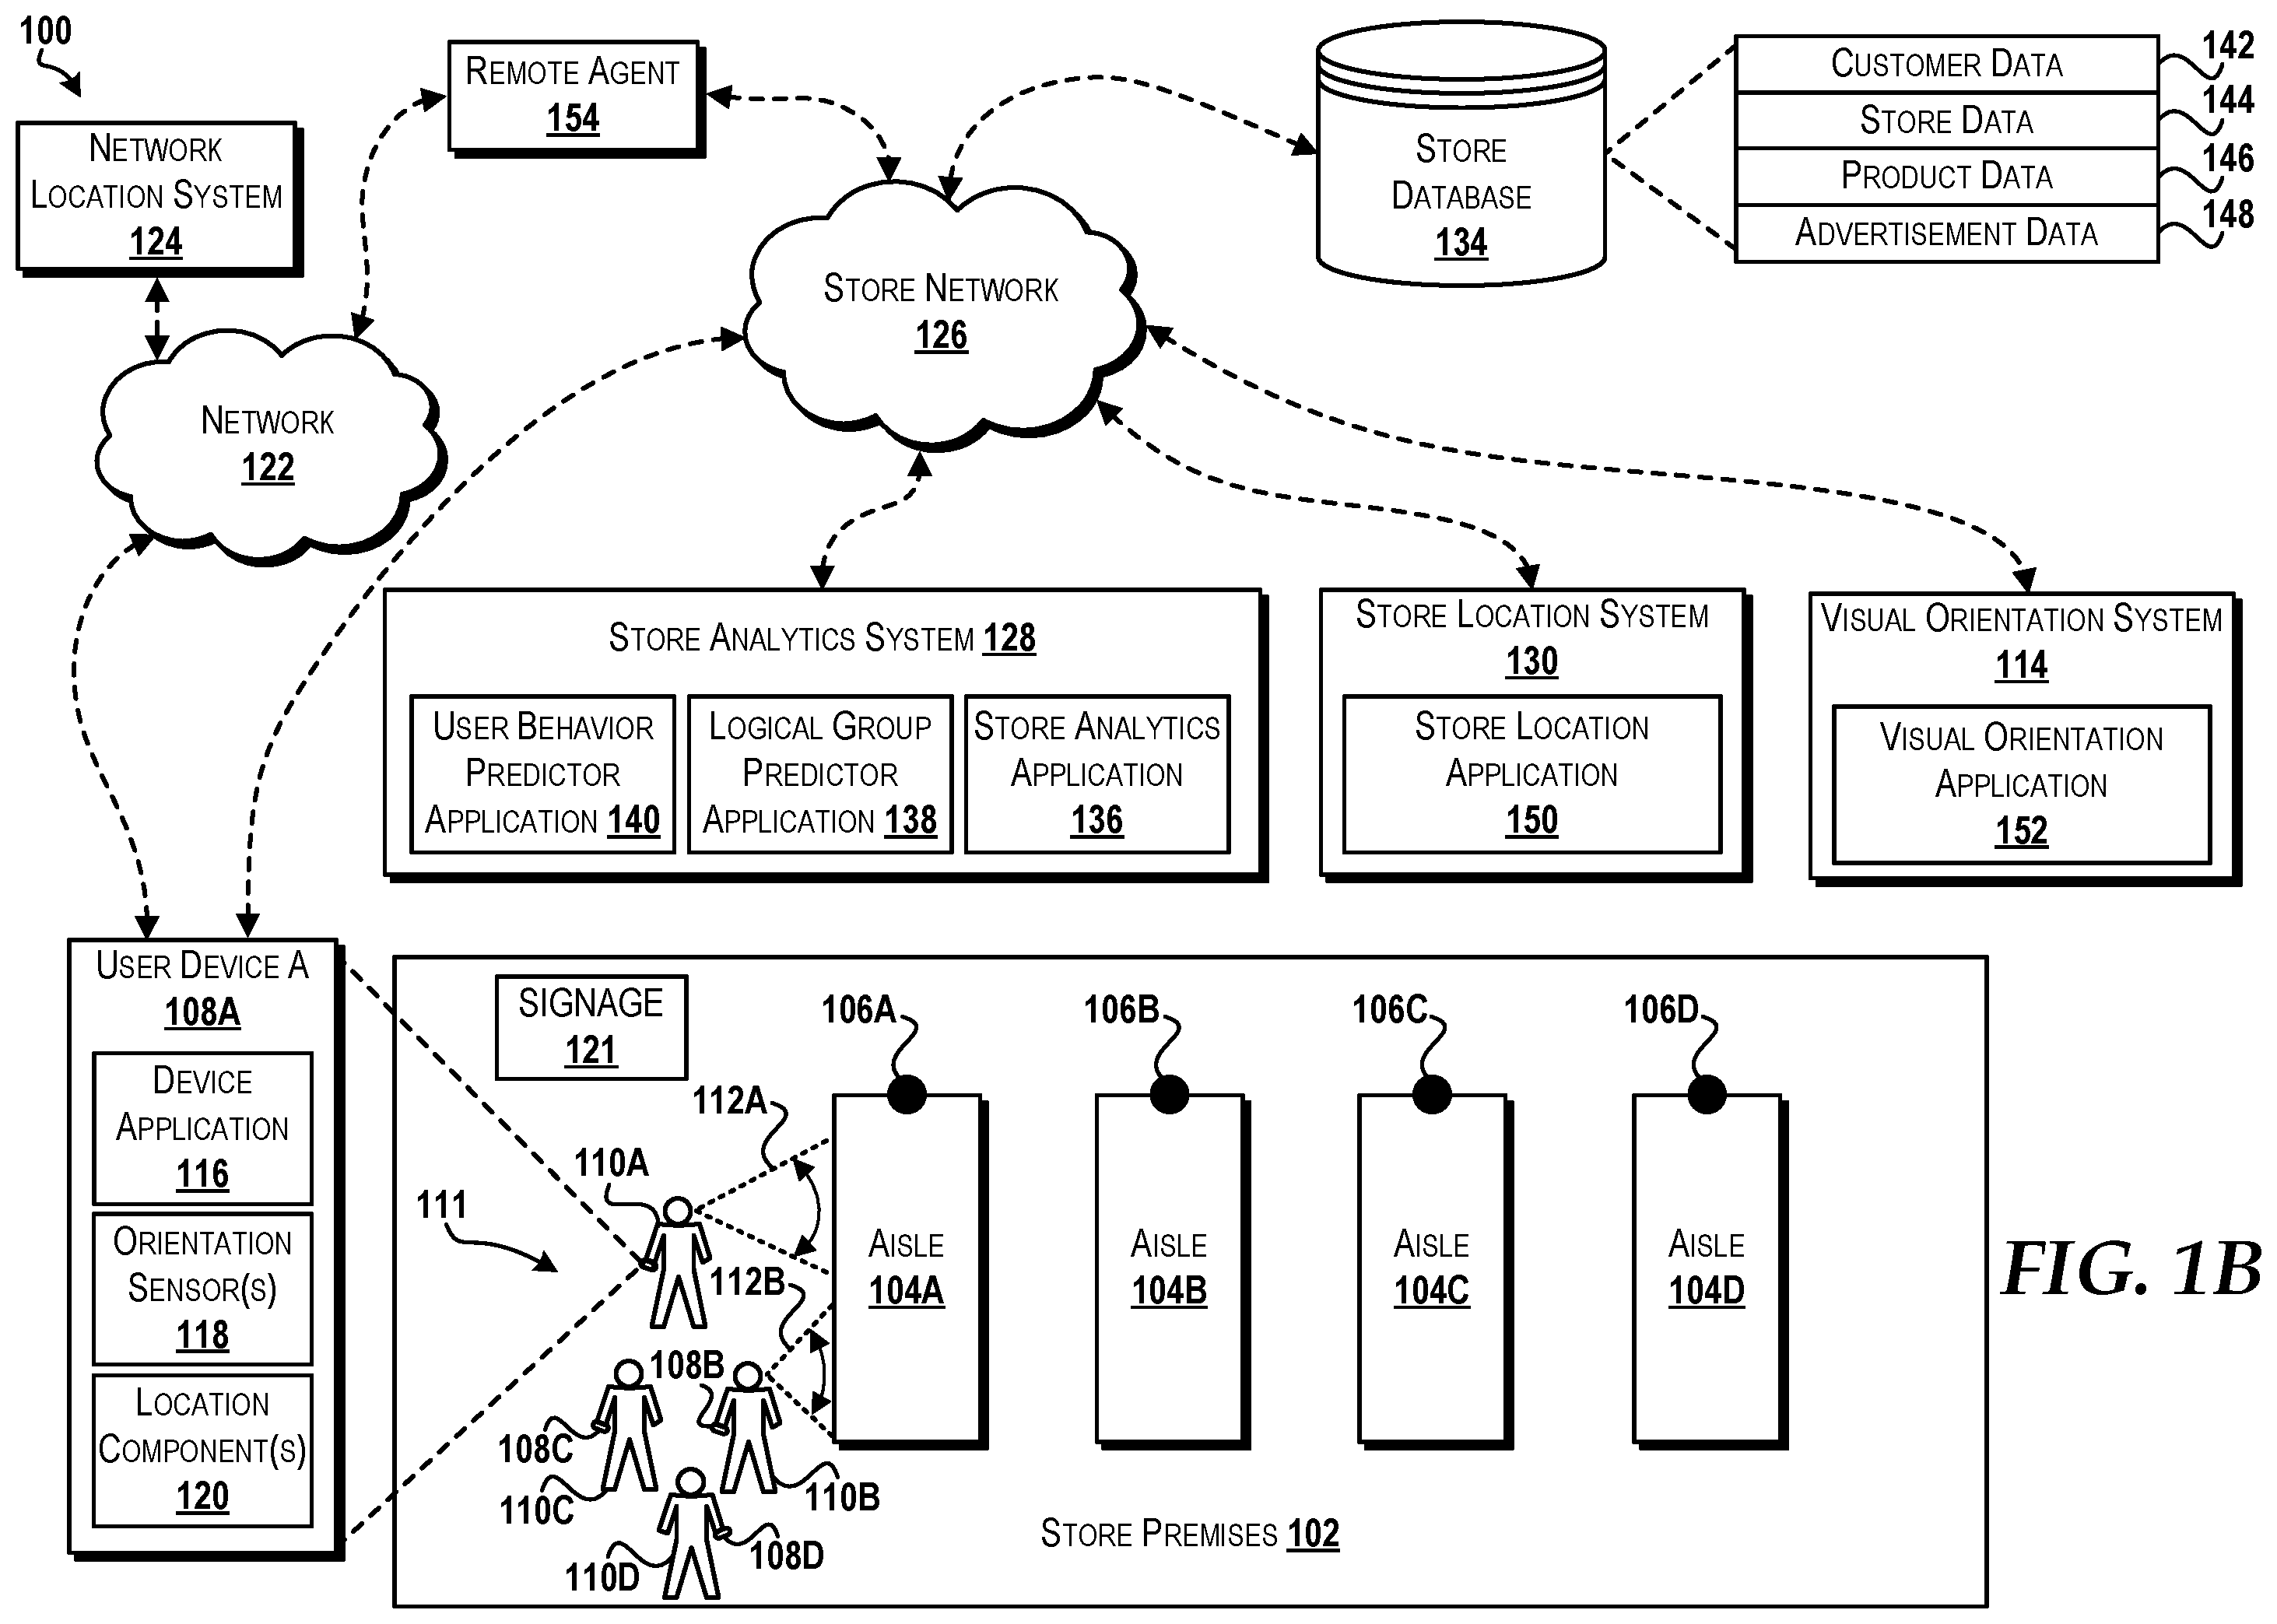 100
NETWORK
LOCATION SYSTEM
124
REMOTE AGENT
154
STORE
DATABASE
134
CUSTOMER DATA
142
STORE DATA
144
PRODUCT DATA
146
ADVERTISEMENT DATA
148
NETWORK
122
STORE NETWORK
126
STORE ANALYTICS SYSTEM 128
USER BEHAVIOR
PREDICTOR
APPLICATION 140
LOGICAL GROUP
PREDICTOR
APPLICATION 138
STORE ANALYTICS
APPLICATION
136
STORE LOCATION SYSTEM
130
STORE LOCATION
APPLICATION
150
VISUAL ORIENTATION SYSTEM
114
VISUAL ORIENTATION
APPLICATION
152
USER DEVICE A
108A
DEVICE
APPLICATION
116
ORIENTATION
SENSOR(S)
118
LOCATION
COMPONENT(S)
120
SIGNAGE
121
106A
106B
106C
106D
112A
110A
111
112B
108B
108C
110C
110B
110D
108D
AISLE
104A
AISLE
104B
AISLE
104C
AISLE
104D
STORE PREMISES 102
FIG. 1B